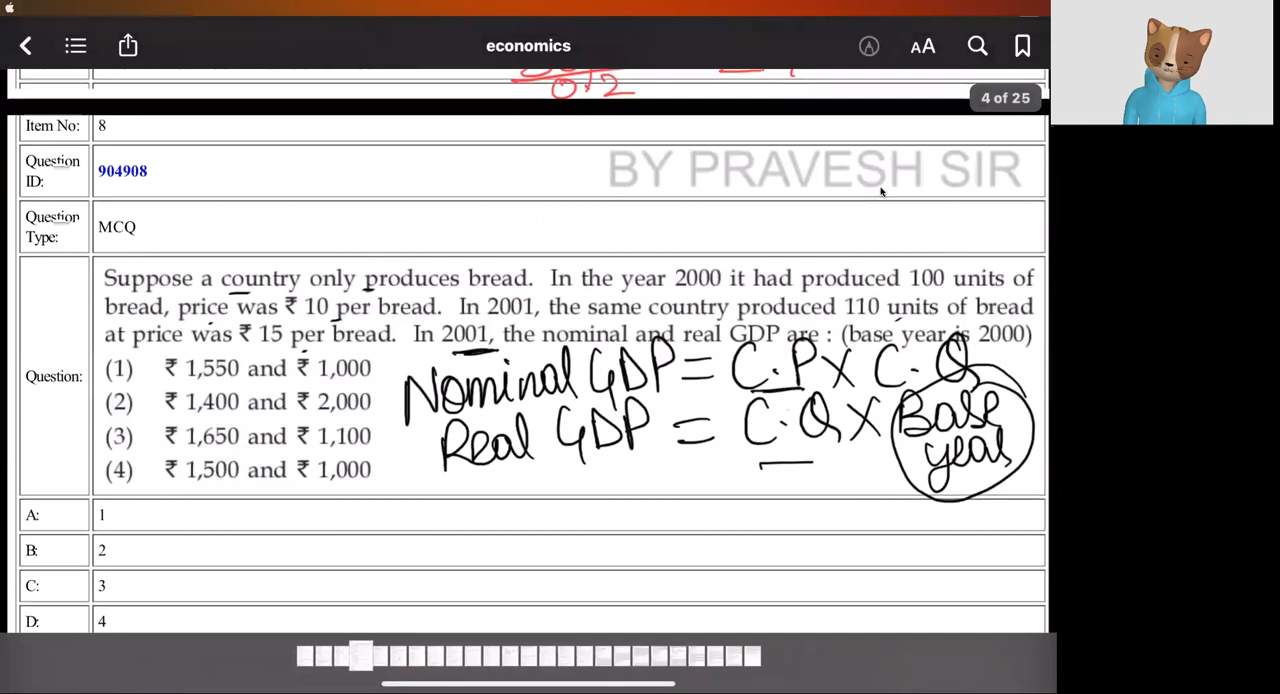 economics
AA
0.2
4 of 25
Item No: 8
Question ID: 904908
BY PRAVESH SIR
Question Type: MCQ
Question:
Suppose a country only produces bread. In the year 2000 it had produced 100 units of
bread, price was ₹ 10 per bread. In 2001, the same country produced 110 units of bread
at price was ₹ 15 per bread. In 2001, the nominal and real GDP are : (base year is 2000)
(1) ₹ 1,550 and ₹ 1,000
(2) ₹ 1,400 and ₹ 2,000
(3) ₹ 1,650 and ₹ 1,100
(4) ₹ 1,500 and ₹ 1,000
Nominal GDP = C.P X C.Q
Real GDP = C.Q X Base year
A: 1
B: 2
C: 3
D: 4